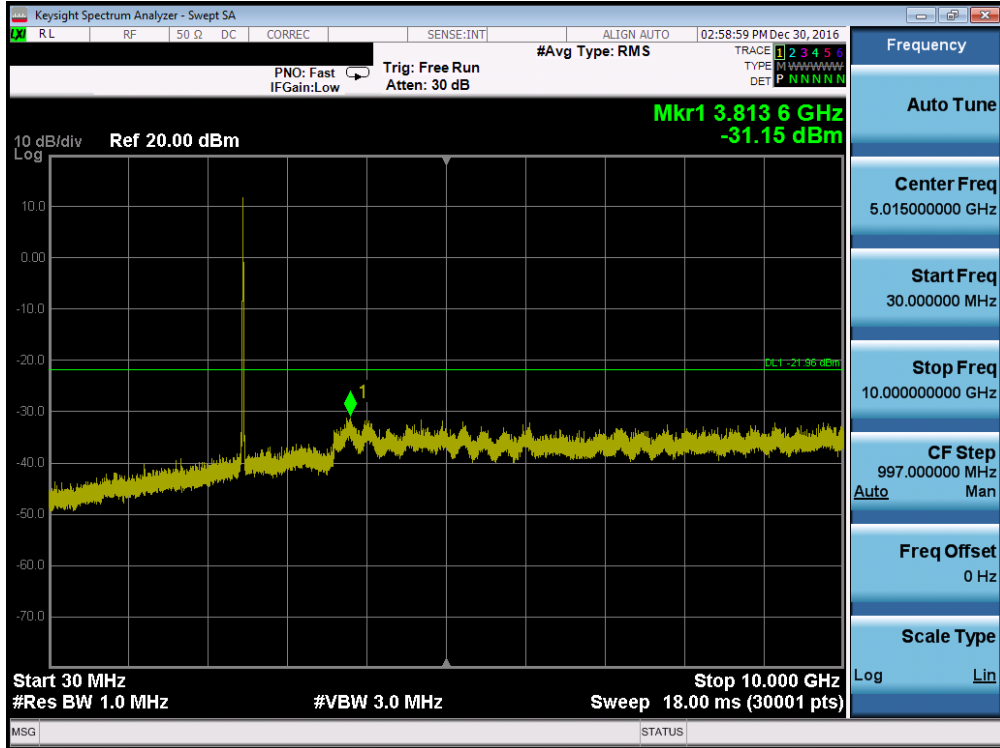 Keysight Spectrum Analyzer - Swept SA
LXI RL RF 50 Ω DC CORREC SENSE:INT ALIGN AUTO 02:58:59 PM Dec 30, 2016
#Avg Type: RMS TRACE 1 2 3 4 5 6
PNO: Fast Trig: Free Run TYPE M WWWWW
IFGain:Low Atten: 30 dB DET P N N N N N
Mkr1 3.813 6 GHz
10 dB/div Ref 20.00 dBm -31.15 dBm
Log
10.0
0.00
-10.0
-20.0
DL1 -21.96 dBm
1
-30.0
-40.0
-50.0
-60.0
-70.0
Start 30 MHz Stop 10.000 GHz
#Res BW 1.0 MHz #VBW 3.0 MHz Sweep 18.00 ms (30001 pts)
MSG STATUS
Frequency
Auto Tune
Center Freq
5.015000000 GHz
Start Freq
30.000000 MHz
Stop Freq
10.000000000 GHz
CF Step
997.000000 MHz
Auto Man
Freq Offset
0 Hz
Scale Type
Log Lin